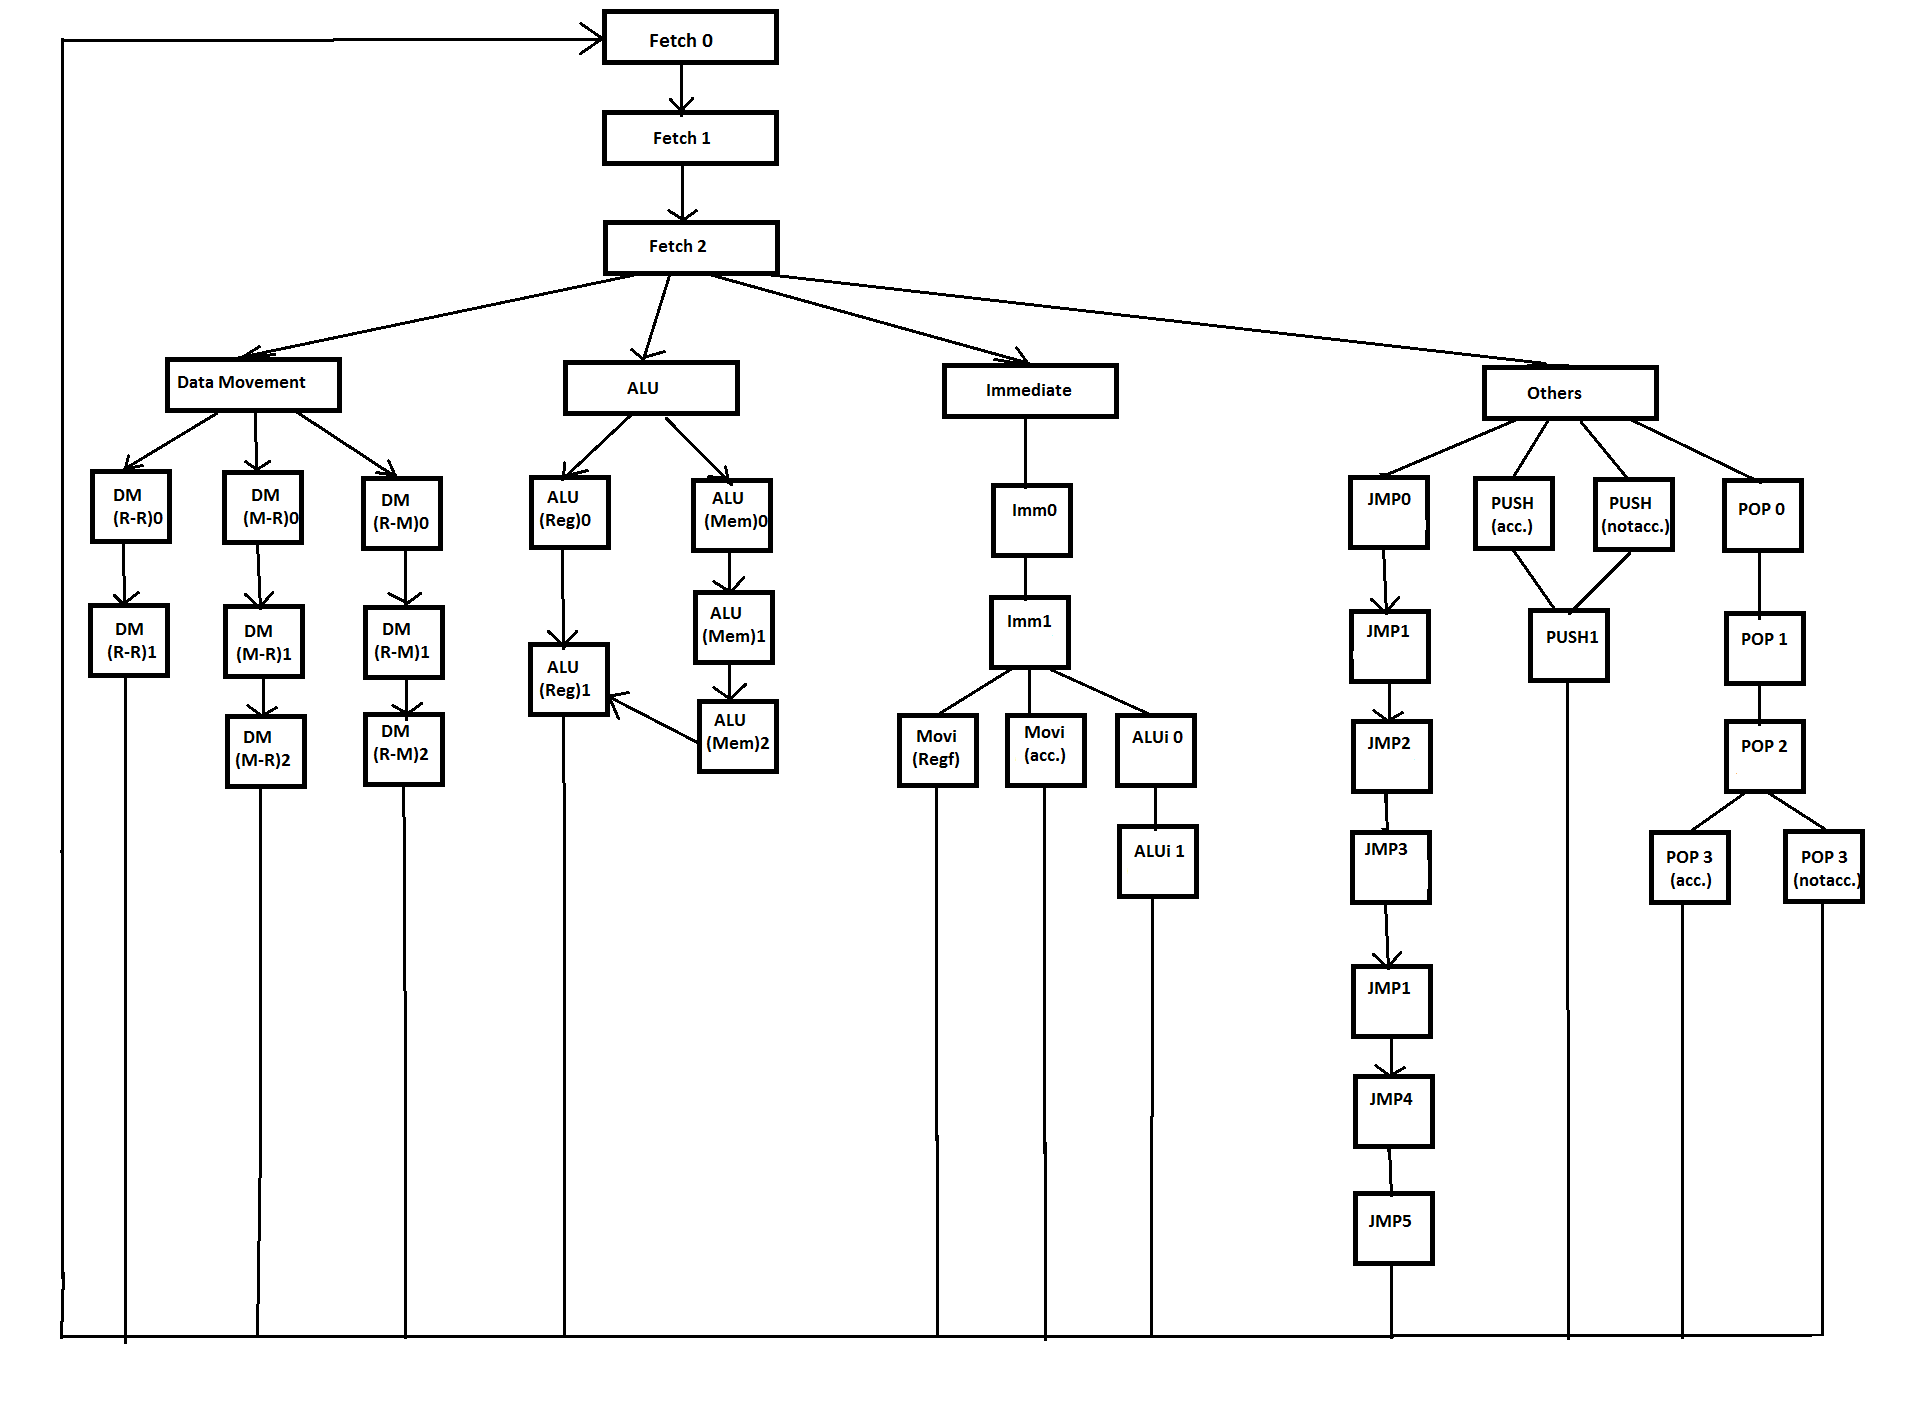 Fetch 0
Fetch 1
Fetch 2
Data Movement
ALU
Immediate
Others
DM
(R-R)0
DM
(M-R)0
DM
(R-M)0
ALU
(Reg)0
ALU
(Mem)0
Imm0
JMP0
PUSH
(acc.)
PUSH
(notacc.)
POP 0
DM
(R-R)1
DM
(M-R)1
DM
(R-M)1
ALU
(Reg)1
ALU
(Mem)1
Imm1
JMP1
PUSH1
POP 1
DM
(M-R)2
DM
(R-M)2
ALU
(Mem)2
Movi
(Regf)
Movi
(acc.)
ALUi 0
JMP2
POP 2
ALUi 1
JMP3
POP 3
(acc.)
POP 3
(notacc.)
JMP1
JMP4
JMP5